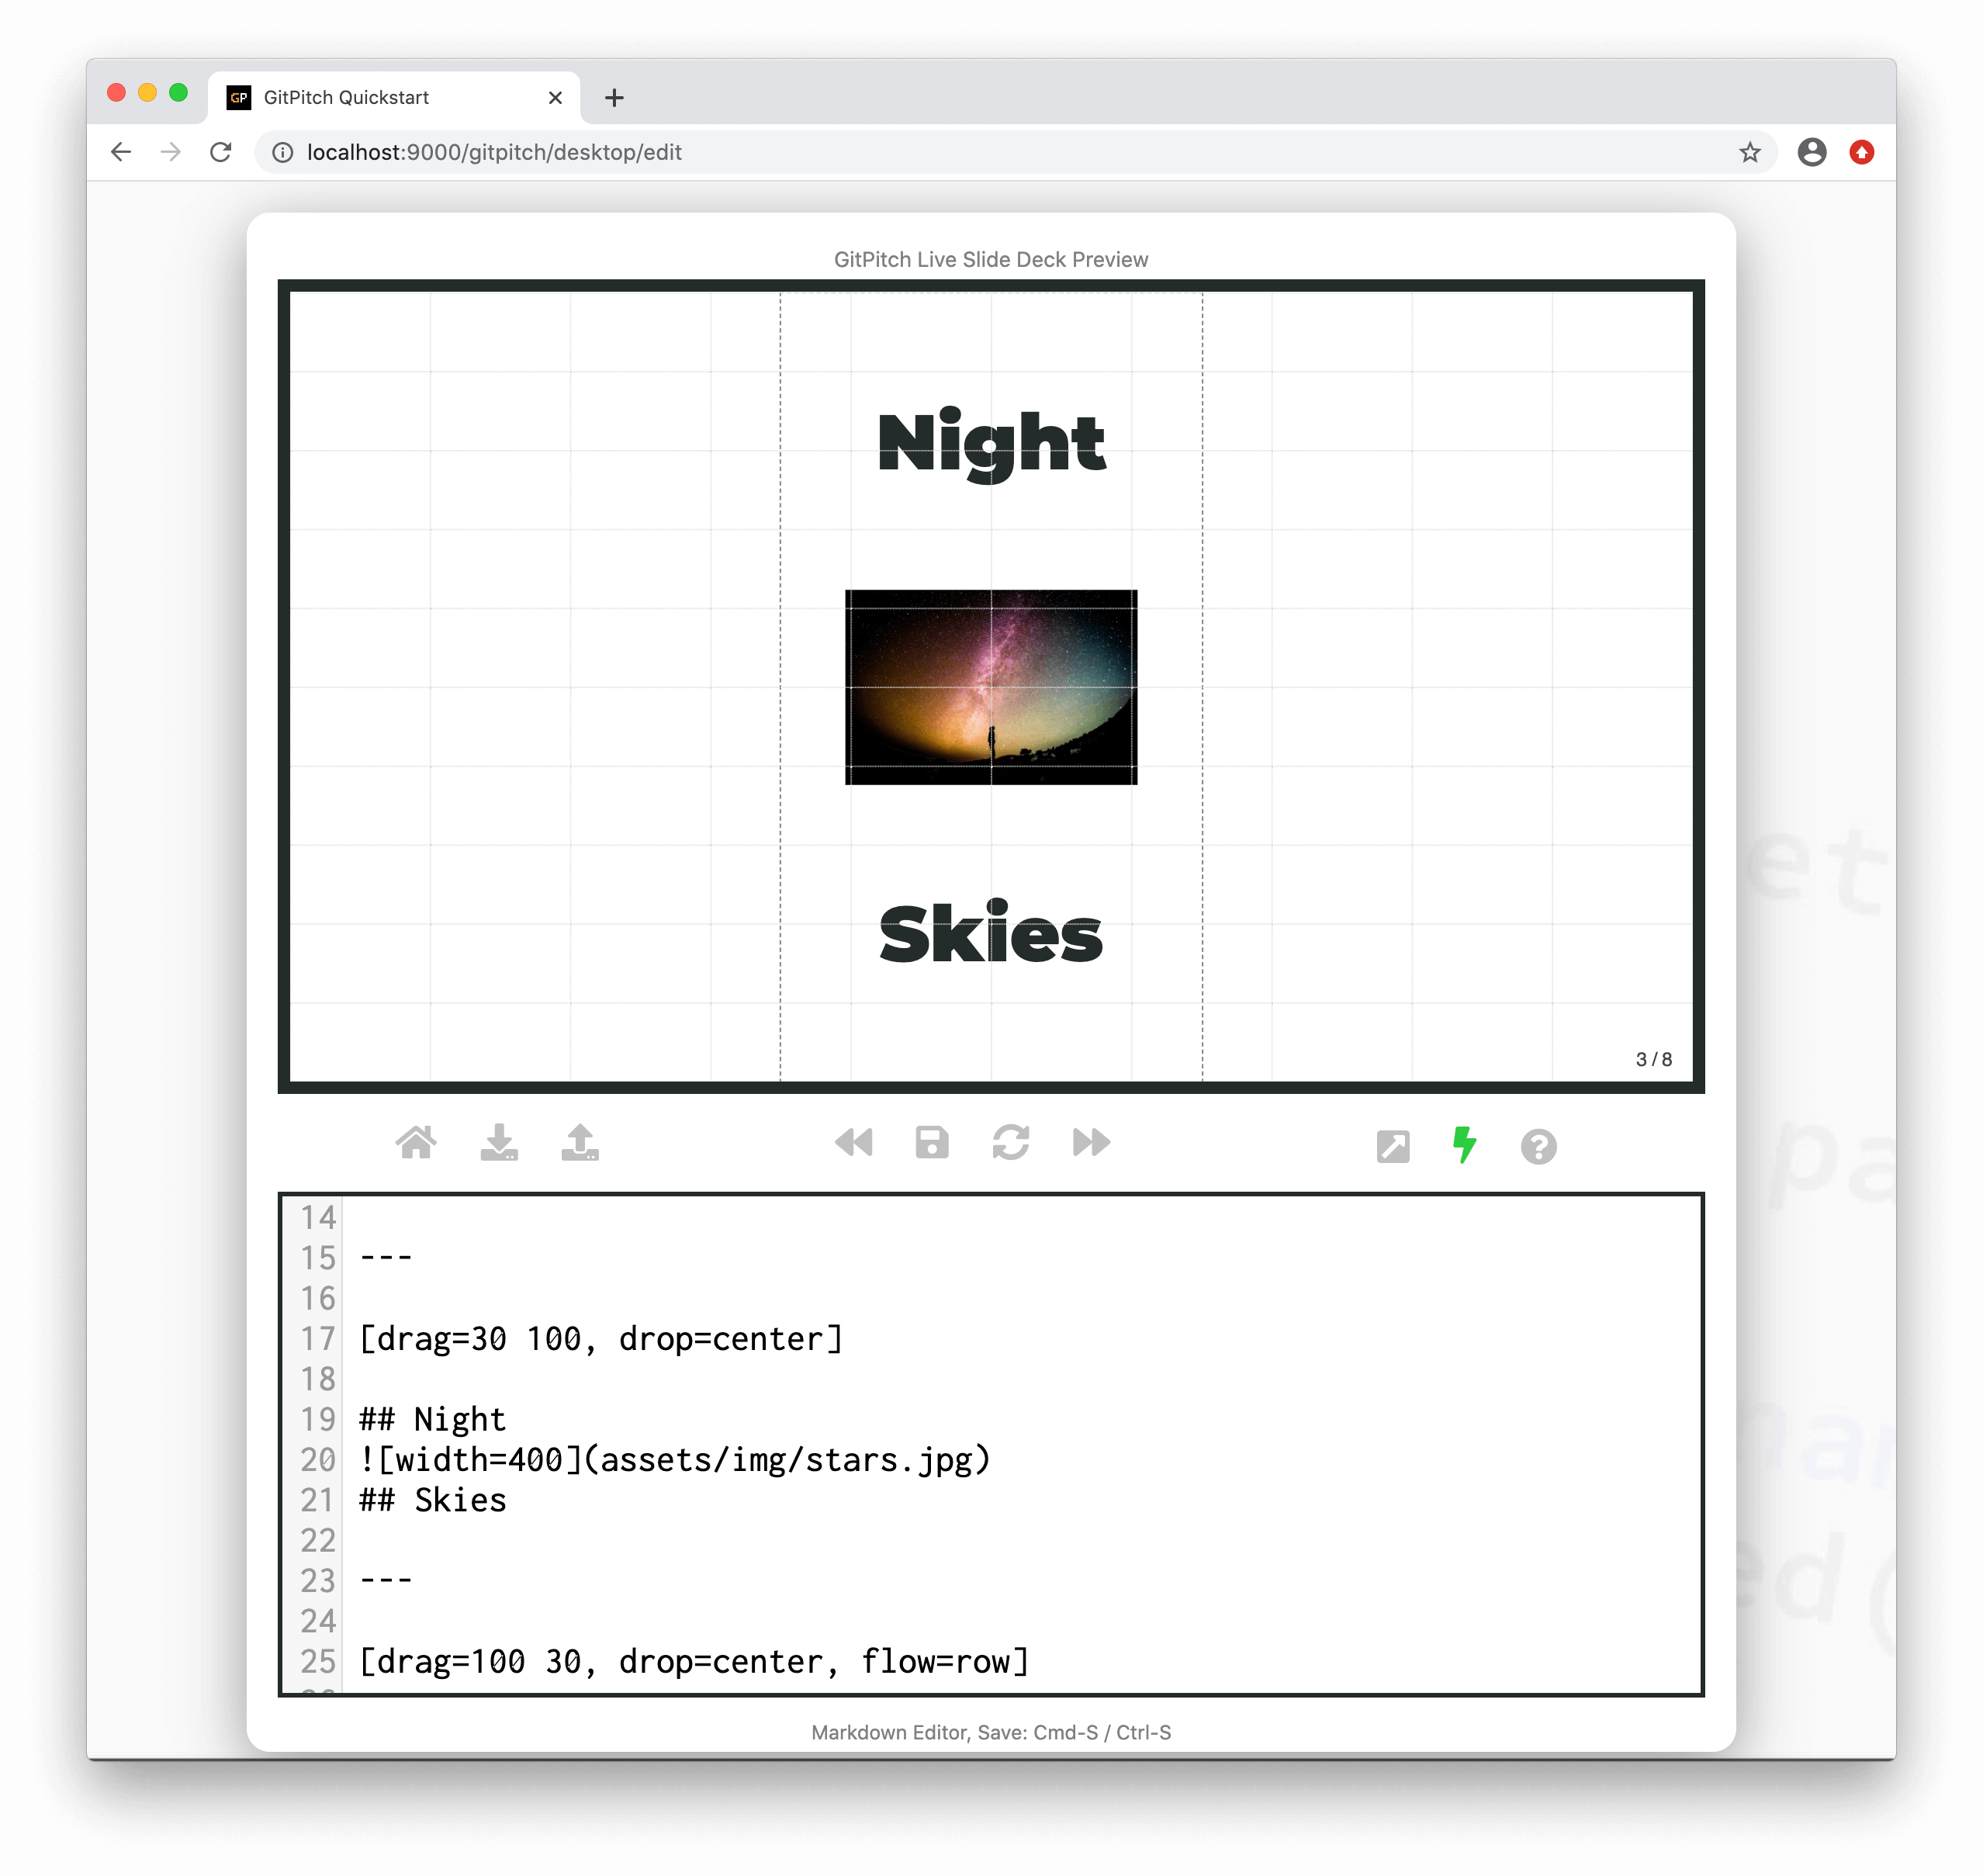 GP GitPitch Quickstart
localhost:9000/gitpitch/desktop/edit
GitPitch Live Slide Deck Preview
Night
Skies
3 / 8
14
15 ---
16
17 [drag=30 100, drop=center]
18
19 ## Night
20 ![width=400](assets/img/stars.jpg)
21 ## Skies
22
23 ---
24
25 [drag=100 30, drop=center, flow=row]
Markdown Editor, Save: Cmd-S / Ctrl-S